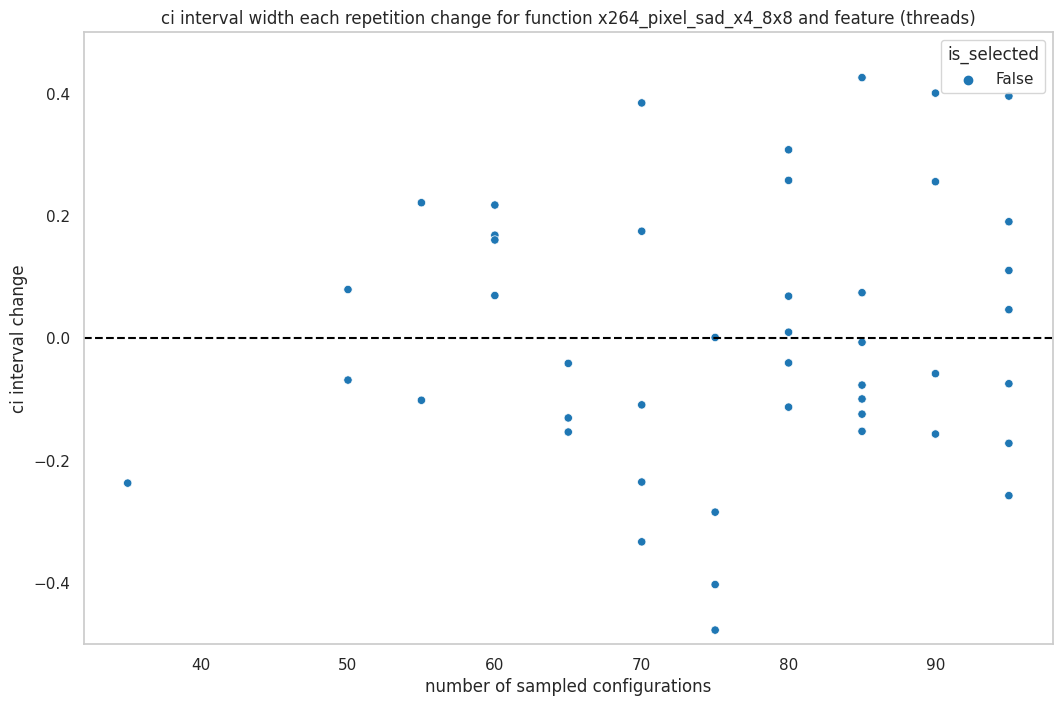 ci interval width each repetition change for function x264_pixel_sad_x4_8x8 and feature (threads)
is_selected
False
ci interval change
0.4
0.2
0.0
−0.2
−0.4
40 50 60 70 80 90
number of sampled configurations